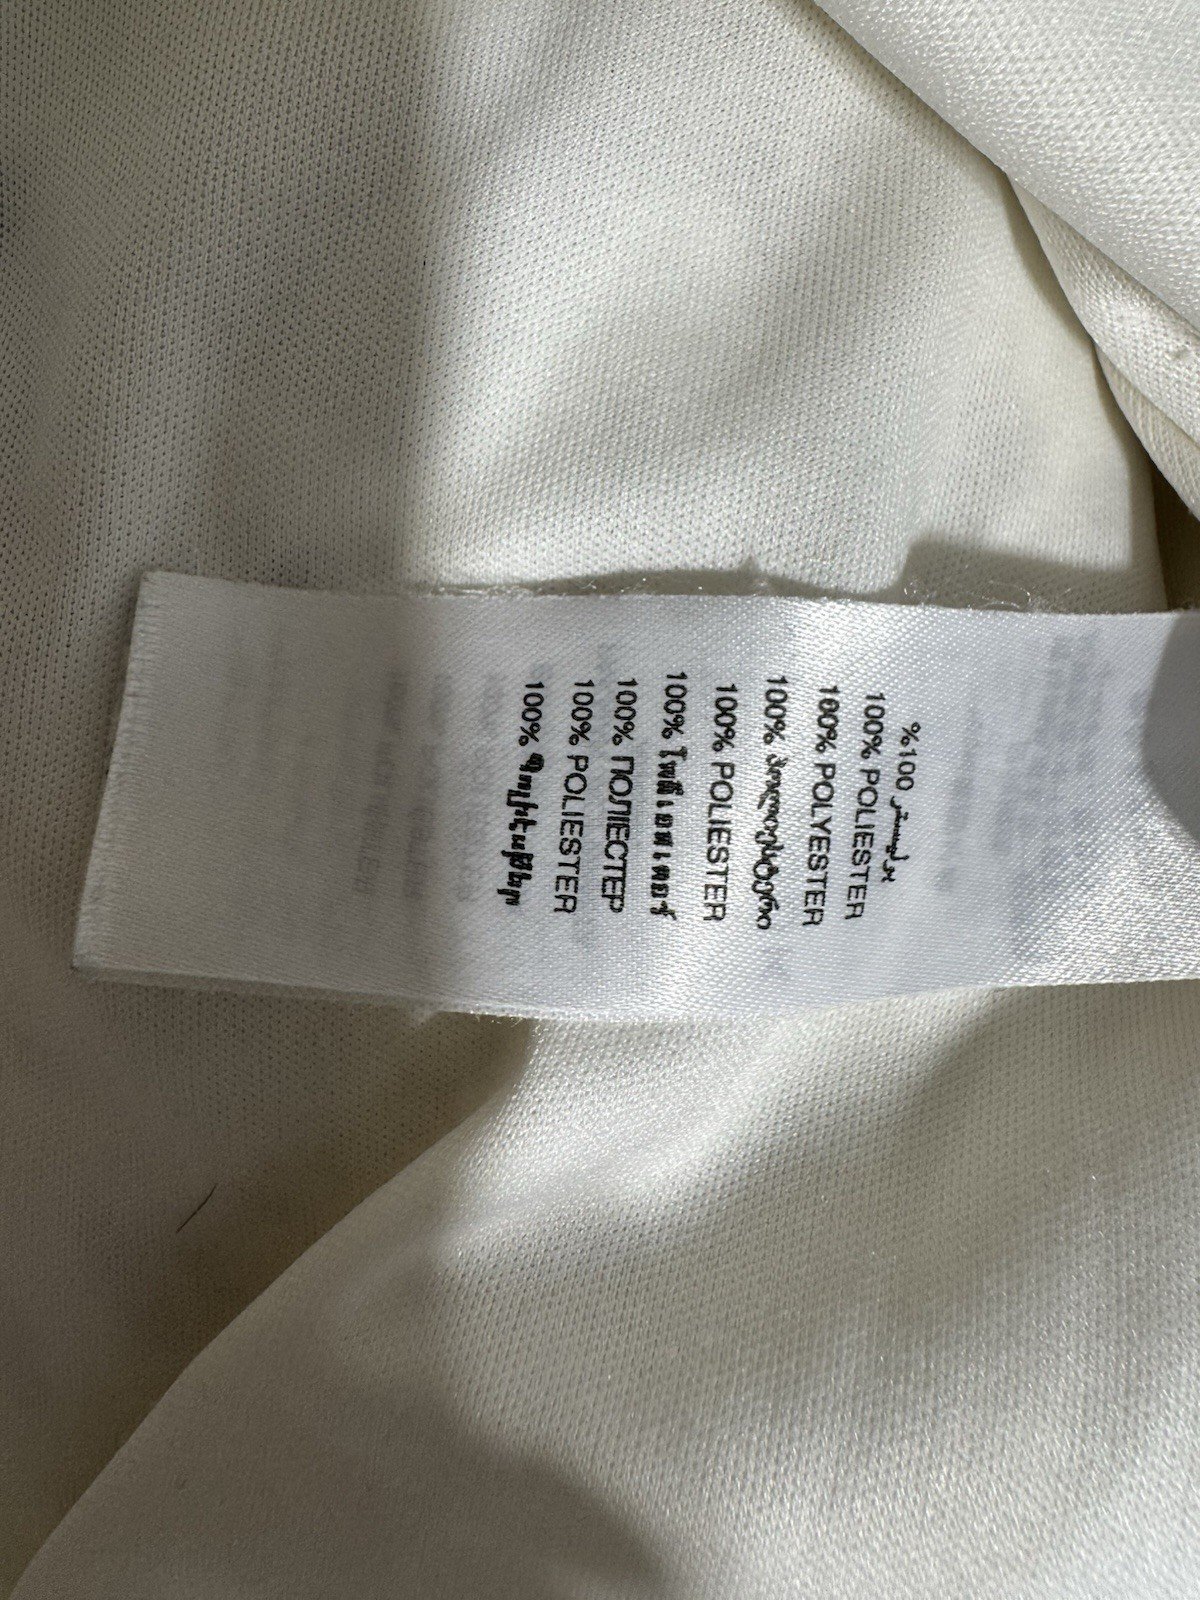 %100 بوليستر
100% POLIESTER
100% POLYESTER
100% პოლიესტერი
100% POLIESTER
100% โพลีเอสเตอร์
100% ПОЛІЕСТЕР
100% POLIESTER
100% Պոլիէսթեր